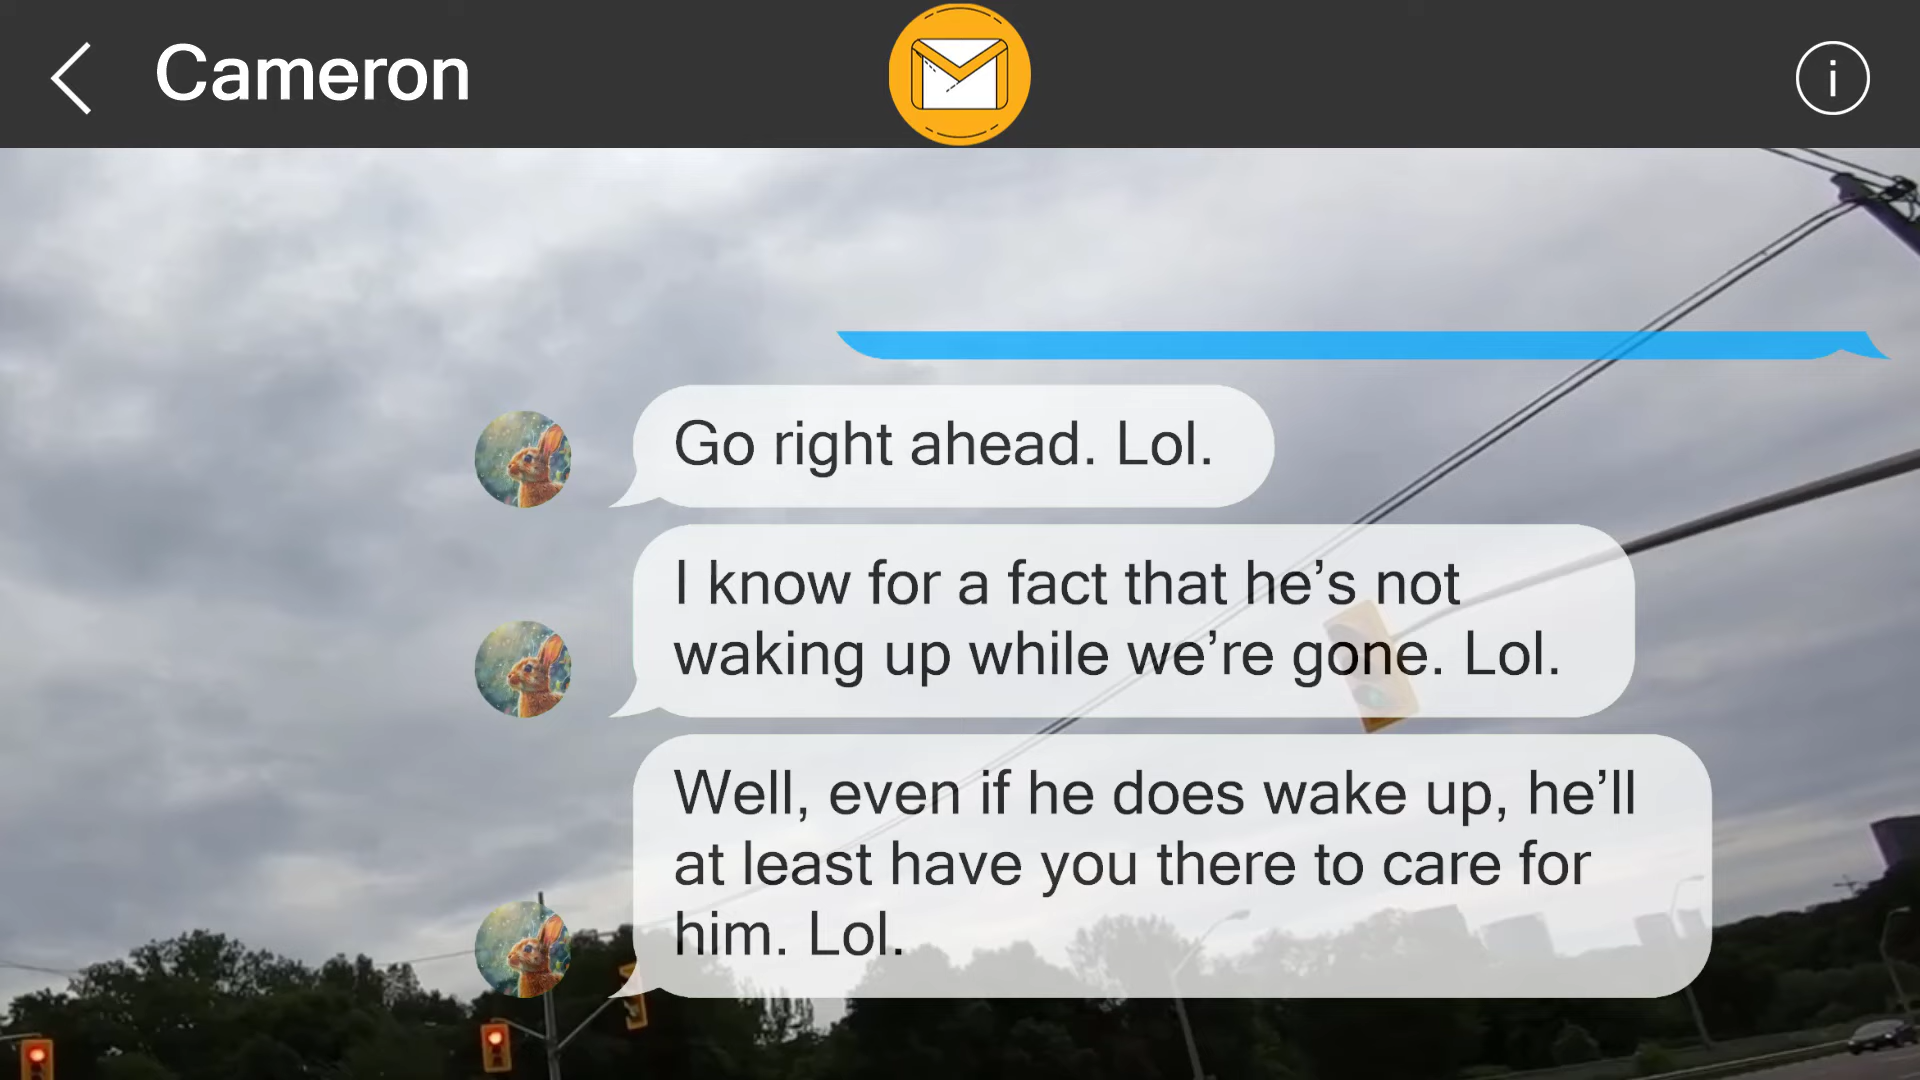 Cameron
i
Go right ahead. Lol.
I know for a fact that he’s not
waking up while we’re gone. Lol.
Well, even if he does wake up, he’ll
at least have you there to care for
him. Lol.